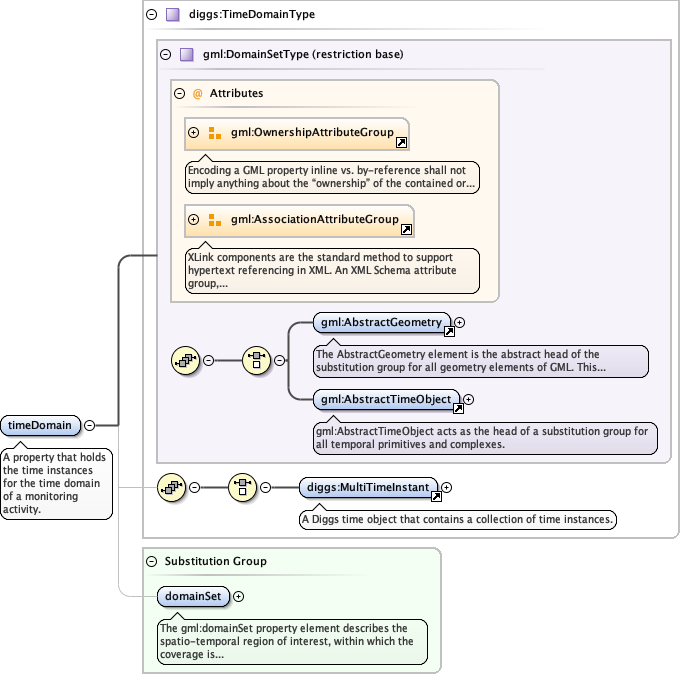 diggs:TimeDomainType
gml:DomainSetType (restriction base)
@ Attributes
gml:OwnershipAttributeGroup
Encoding a GML property inline vs. by-reference shall not
imply anything about the “ownership” of the contained or...
gml:AssociationAttributeGroup
XLink components are the standard method to support
hypertext referencing in XML. An XML Schema attribute
group,...
gml:AbstractGeometry
The AbstractGeometry element is the abstract head of the
substitution group for all geometry elements of GML. This...
gml:AbstractTimeObject
gml:AbstractTimeObject acts as the head of a substitution group for
all temporal primitives and complexes.
timeDomain
A property that holds
the time instances
for the time domain
of a monitoring
activity.
diggs:MultiTimeInstant
A Diggs time object that contains a collection of time instances.
Substitution Group
domainSet
The gml:domainSet property element describes the
spatio-temporal region of interest, within which the
coverage is...